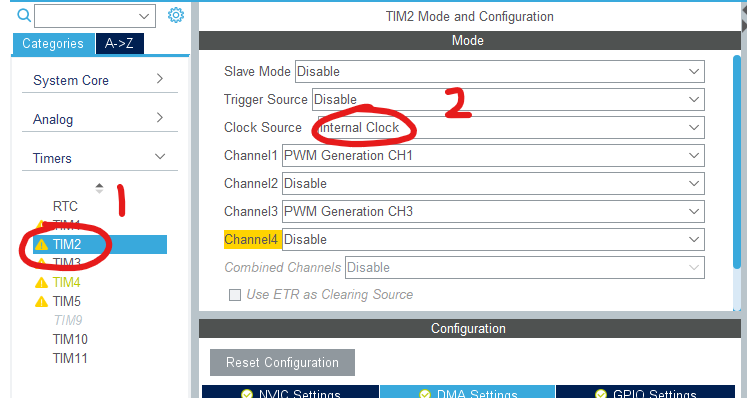 TIM2 Mode and Configuration
Categories A->Z
Mode
System Core
Slave Mode Disable
Trigger Source Disable
2
Analog
Clock Source Internal Clock
Timers
Channel1 PWM Generation CH1
Channel2 Disable
1
RTC
Channel3 PWM Generation CH3
TIM1
TIM2
Channel4 Disable
TIM3
Combined Channels Disable
TIM4
Use ETR as Clearing Source
TIM5
TIM9
Configuration
TIM10
TIM11
Reset Configuration
NVIC Settings DMA Settings GPIO Settings